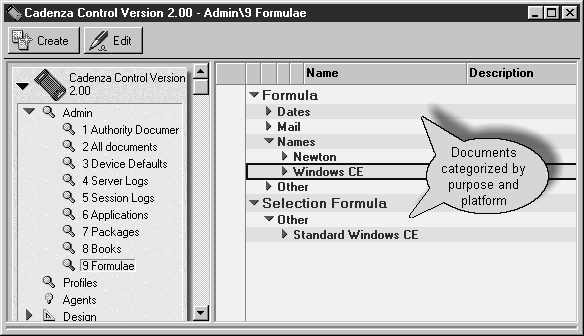 Cadenza Control Version 2.00 - Admin\9 Formulae
Create
Edit
Cadenza Control Version
2.00
Admin
1 Authority Documer
2 All documents
3 Device Defaults
4 Server Logs
5 Session Logs
6 Applications
7 Packages
8 Books
9 Formulae
Profiles
Agents
Design
Name
Description
Formula
Dates
Mail
Names
Newton
Windows CE
Other
Selection Formula
Other
Standard Windows CE
Documents
categorized by
purpose and
platform